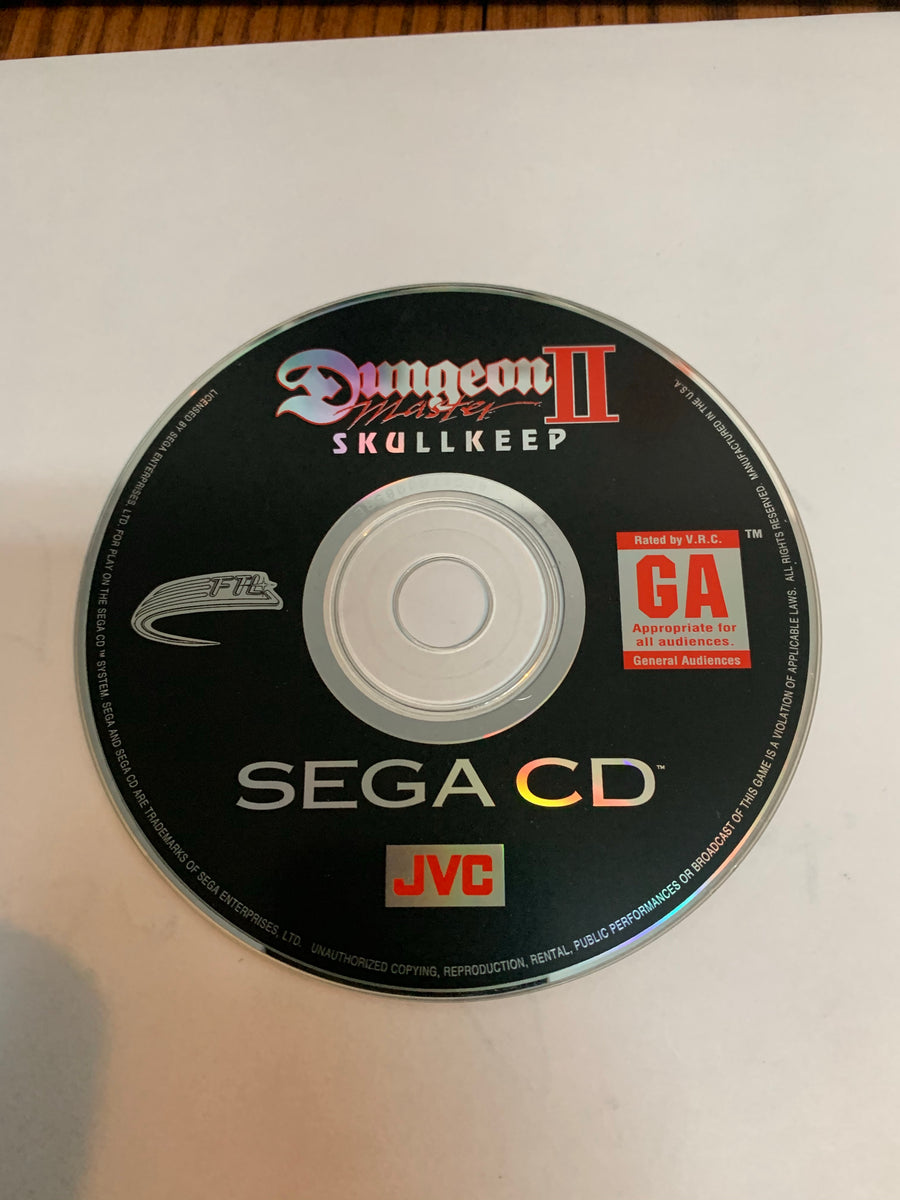 Dungeon II
Master
SKULLKEEP
FTL
Rated by V.R.C.
TM
GA
Appropriate for
all audiences.
General Audiences
SEGA CD™
JVC
LICENSED BY SEGA ENTERPRISES, LTD. FOR PLAY ON THE SEGA CD™ SYSTEM. SEGA AND SEGA CD ARE TRADEMARKS OF SEGA ENTERPRISES, LTD. UNAUTHORIZED COPYING, REPRODUCTION, RENTAL, PUBLIC PERFORMANCES OR BROADCAST OF THIS GAME IS A VIOLATION OF APPLICABLE LAWS. ALL RIGHTS RESERVED. MANUFACTURED IN THE U.S.A.